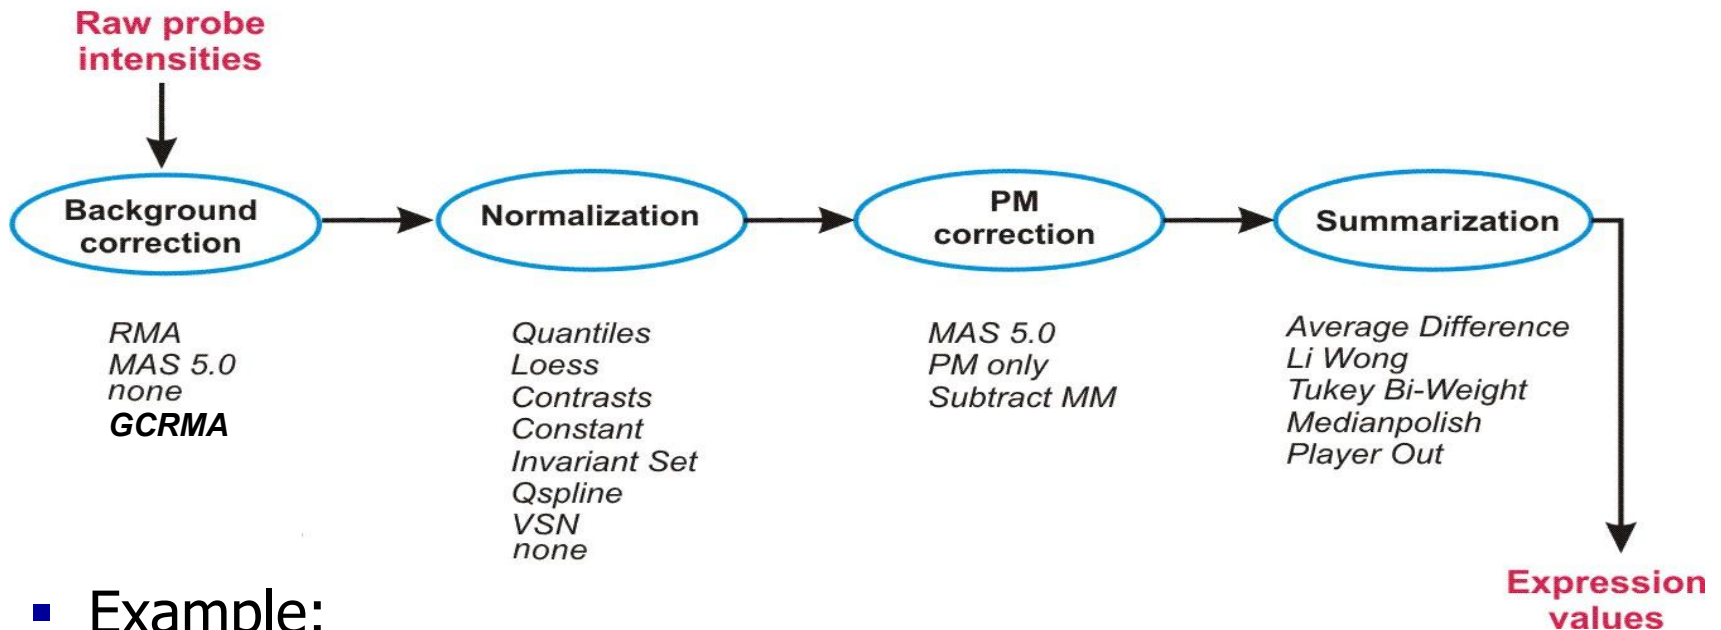 Raw probe
intensities
Background
correction
Normalization
PM
correction
Summarization
RMA
MAS 5.0
none
GCRMA
Quantiles
Loess
Contrasts
Constant
Invariant Set
Qspline
VSN
none
MAS 5.0
PM only
Subtract MM
Average Difference
Li Wong
Tukey Bi-Weight
Medianpolish
Player Out
Expression
values
▪ Example: